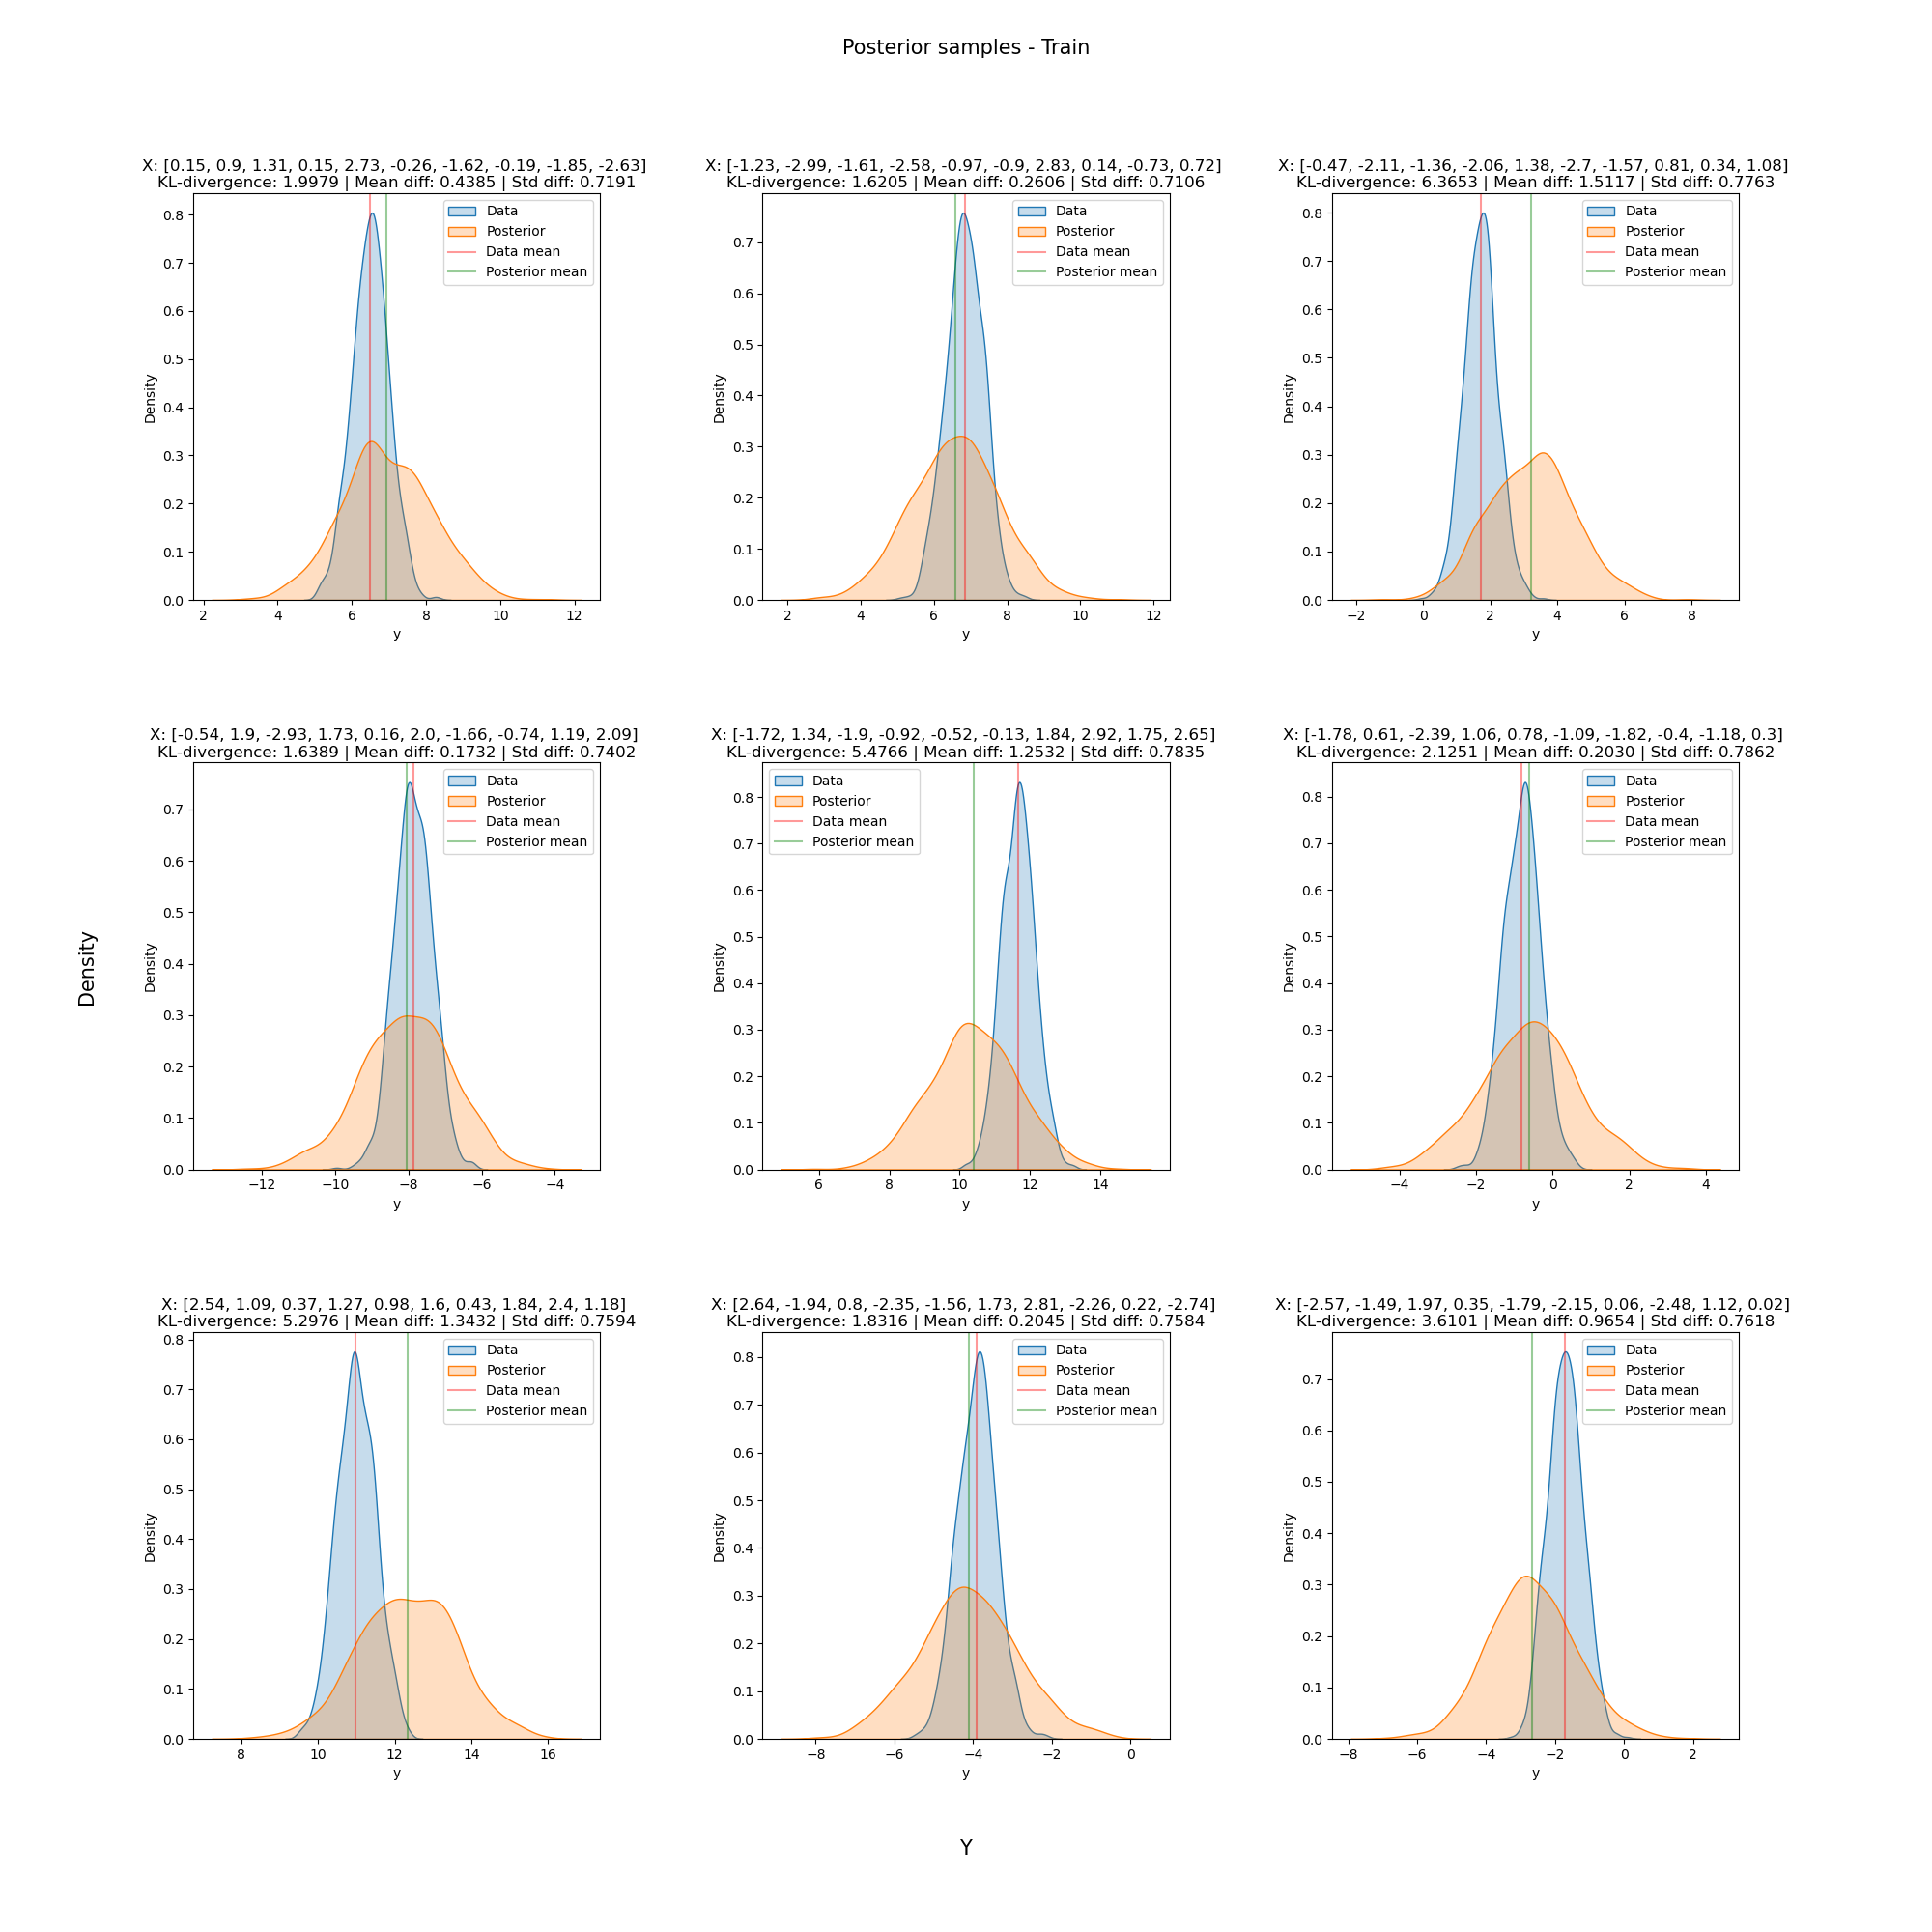 Posterior samples - Train
X: [0.15, 0.9, 1.31, 0.15, 2.73, -0.26, -1.62, -0.19, -1.85, -2.63]
KL-divergence: 1.9979 | Mean diff: 0.4385 | Std diff: 0.7191
Data
Posterior
Data mean
Posterior mean
Density
0.8
0.7
0.6
0.5
0.4
0.3
0.2
0.1
0.0
2 4 6 8 10 12
y
X: [-1.23, -2.99, -1.61, -2.58, -0.97, -0.9, 2.83, 0.14, -0.73, 0.72]
KL-divergence: 1.6205 | Mean diff: 0.2606 | Std diff: 0.7106
Data
Posterior
Data mean
Posterior mean
Density
0.7
0.6
0.5
0.4
0.3
0.2
0.1
0.0
2 4 6 8 10 12
y
X: [-0.47, -2.11, -1.36, -2.06, 1.38, -2.7, -1.57, 0.81, 0.34, 1.08]
KL-divergence: 6.3653 | Mean diff: 1.5117 | Std diff: 0.7763
Data
Posterior
Data mean
Posterior mean
Density
0.8
0.7
0.6
0.5
0.4
0.3
0.2
0.1
0.0
−2 0 2 4 6 8
y
X: [-0.54, 1.9, -2.93, 1.73, 0.16, 2.0, -1.66, -0.74, 1.19, 2.09]
KL-divergence: 1.6389 | Mean diff: 0.1732 | Std diff: 0.7402
Data
Posterior
Data mean
Posterior mean
Density
0.7
0.6
0.5
0.4
0.3
0.2
0.1
0.0
−12 −10 −8 −6 −4
y
X: [-1.72, 1.34, -1.9, -0.92, -0.52, -0.13, 1.84, 2.92, 1.75, 2.65]
KL-divergence: 5.4766 | Mean diff: 1.2532 | Std diff: 0.7835
Data
Posterior
Data mean
Posterior mean
Density
0.8
0.7
0.6
0.5
0.4
0.3
0.2
0.1
0.0
6 8 10 12 14
y
X: [-1.78, 0.61, -2.39, 1.06, 0.78, -1.09, -1.82, -0.4, -1.18, 0.3]
KL-divergence: 2.1251 | Mean diff: 0.2030 | Std diff: 0.7862
Data
Posterior
Data mean
Posterior mean
Density
0.8
0.7
0.6
0.5
0.4
0.3
0.2
0.1
0.0
−4 −2 0 2 4
y
Density
X: [2.54, 1.09, 0.37, 1.27, 0.98, 1.6, 0.43, 1.84, 2.4, 1.18]
KL-divergence: 5.2976 | Mean diff: 1.3432 | Std diff: 0.7594
Data
Posterior
Data mean
Posterior mean
Density
0.8
0.7
0.6
0.5
0.4
0.3
0.2
0.1
0.0
8 10 12 14 16
y
X: [2.64, -1.94, 0.8, -2.35, -1.56, 1.73, 2.81, -2.26, 0.22, -2.74]
KL-divergence: 1.8316 | Mean diff: 0.2045 | Std diff: 0.7584
Data
Posterior
Data mean
Posterior mean
Density
0.8
0.7
0.6
0.5
0.4
0.3
0.2
0.1
0.0
−8 −6 −4 −2 0
y
X: [-2.57, -1.49, 1.97, 0.35, -1.79, -2.15, 0.06, -2.48, 1.12, 0.02]
KL-divergence: 3.6101 | Mean diff: 0.9654 | Std diff: 0.7618
Data
Posterior
Data mean
Posterior mean
Density
0.7
0.6
0.5
0.4
0.3
0.2
0.1
0.0
−8 −6 −4 −2 0 2
y
Y